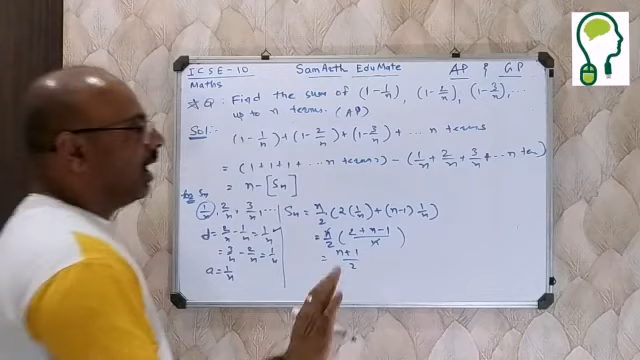 ICSE-10 SamArth EduMate AP & GP
Maths
* Q: Find the sum of (1-1/n), (1-2/n), (1-3/n), ...
up to n terms. (AP)
Sol:- (1-1/n) + (1-2/n) + (1-3/n) + ... n terms
= (1+1+1+ ... n terms) - (1/n + 2/n + 3/n + ... n ter)
= n - [Sn]
Sn
1/n, 2/n, 3/n, ...
d = 2/n - 1/n = 1/n
= 3/n - 2/n = 1/n
a = 1/n
Sn = n/2 (2(1/n) + (n-1) 1/n)
= n/2 (2+n-1/n)
= n+1/2